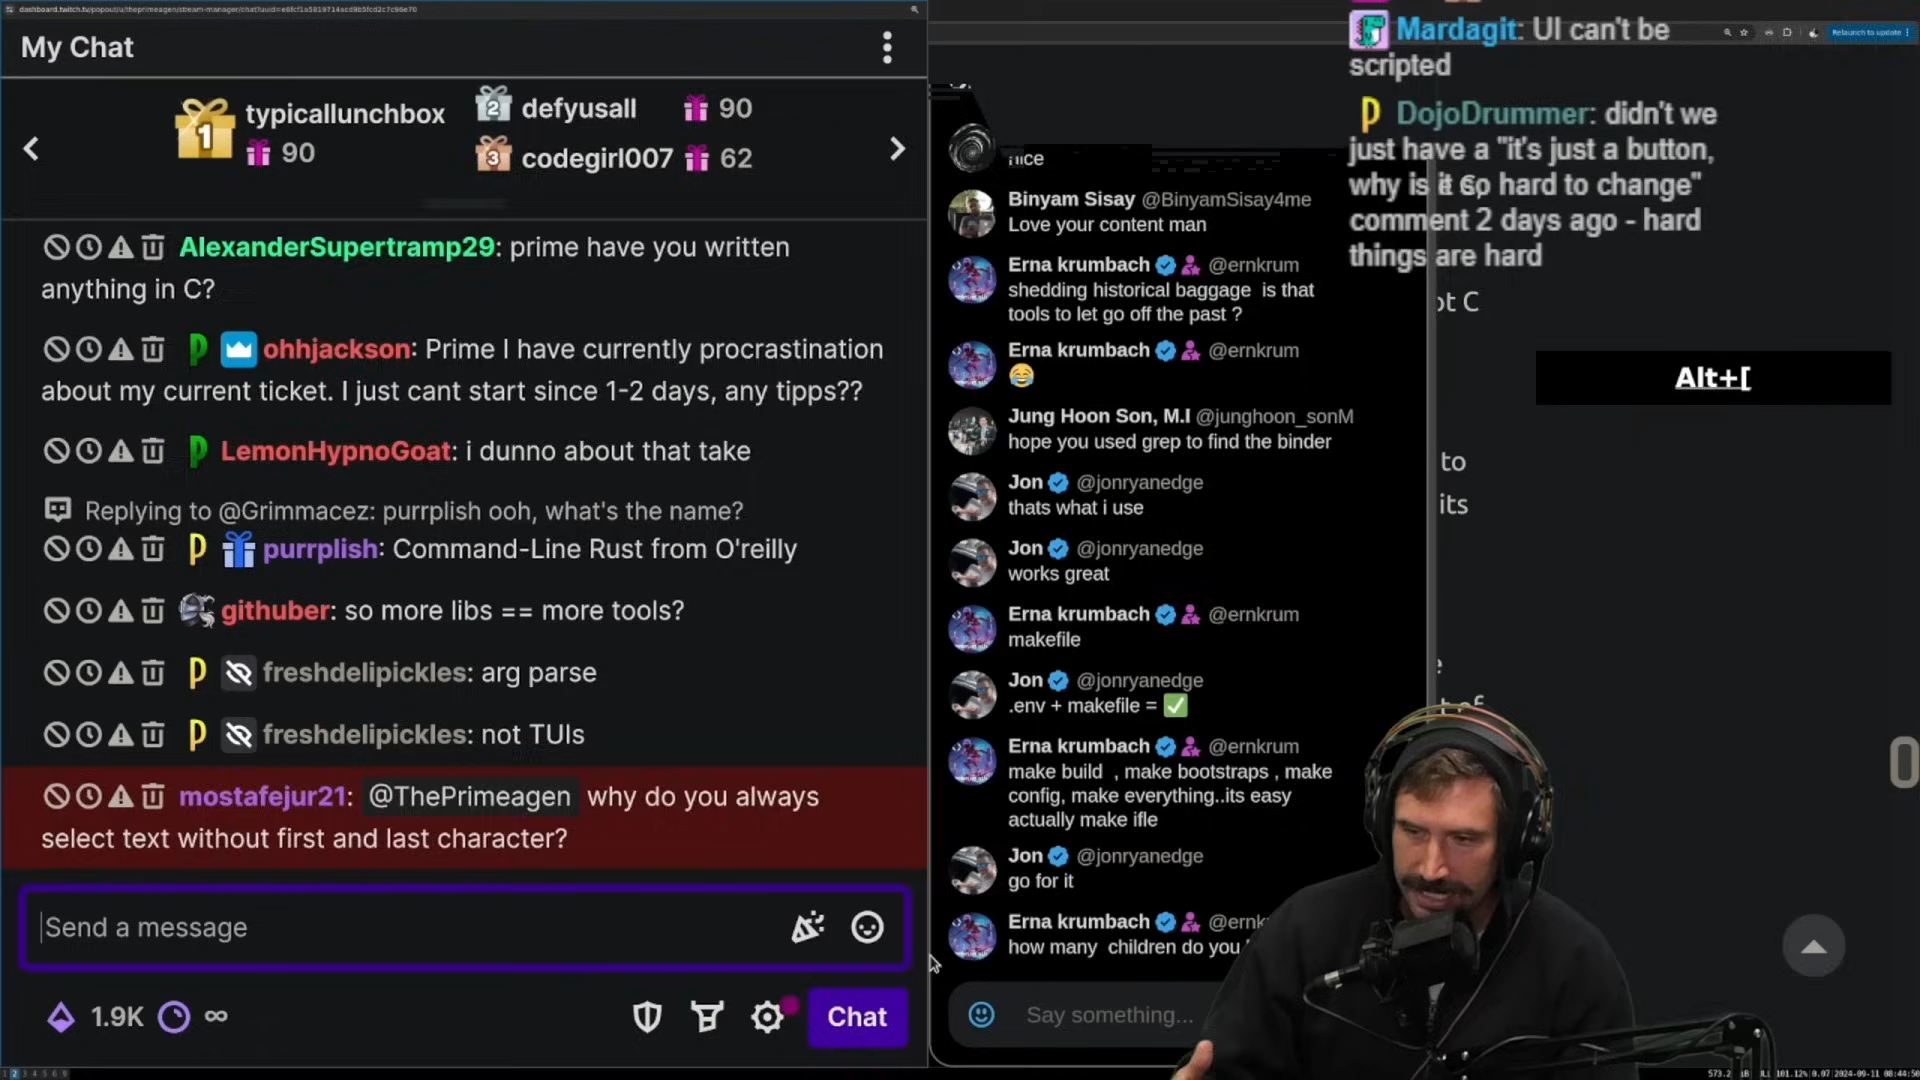 dashboard.twitch.tv/popout/u/theprimeagen/stream-manager/chat?uuid=e6fcf1a5819714acd9b5fcd2c7c96e70
My Chat
1
typicallunchbox
90
2 defyusall 90
3 codegirl007 62
AlexanderSupertramp29: prime have you written
anything in C?
ohhjackson: Prime I have currently procrastination
about my current ticket. I just cant start since 1-2 days, any tipps??
LemonHypnoGoat: i dunno about that take
Replying to @Grimmacez: purrplish ooh, what's the name?
purrplish: Command-Line Rust from O'reilly
githuber: so more libs == more tools?
freshdelipickles: arg parse
freshdelipickles: not TUIs
mostafejur21: @ThePrimeagen why do you always
select text without first and last character?
Send a message
1.9K ∞
Chat
nice
Binyam Sisay @BinyamSisay4me
Love your content man
Erna krumbach @ernkrum
shedding historical baggage is that
tools to let go off the past ?
Erna krumbach @ernkrum
😂
Jung Hoon Son, M.I @junghoon_sonM
hope you used grep to find the binder
Jon @jonryanedge
thats what i use
Jon @jonryanedge
works great
Erna krumbach @ernkrum
makefile
Jon @jonryanedge
.env + makefile = ✅
Erna krumbach @ernkrum
make build , make bootstraps , make
config, make everything..its easy
actually make ifle
Jon @jonryanedge
go for it
Erna krumbach @ernk
how many children do you
Say something...
Relaunch to update
Mardagit: UI can't be
scripted
DojoDrummer: didn't we
just have a "it's just a button,
why is it so hard to change"
comment 2 days ago - hard
things are hard
ot C
Alt+[
to
its
of
2024-09-11 08:44:50